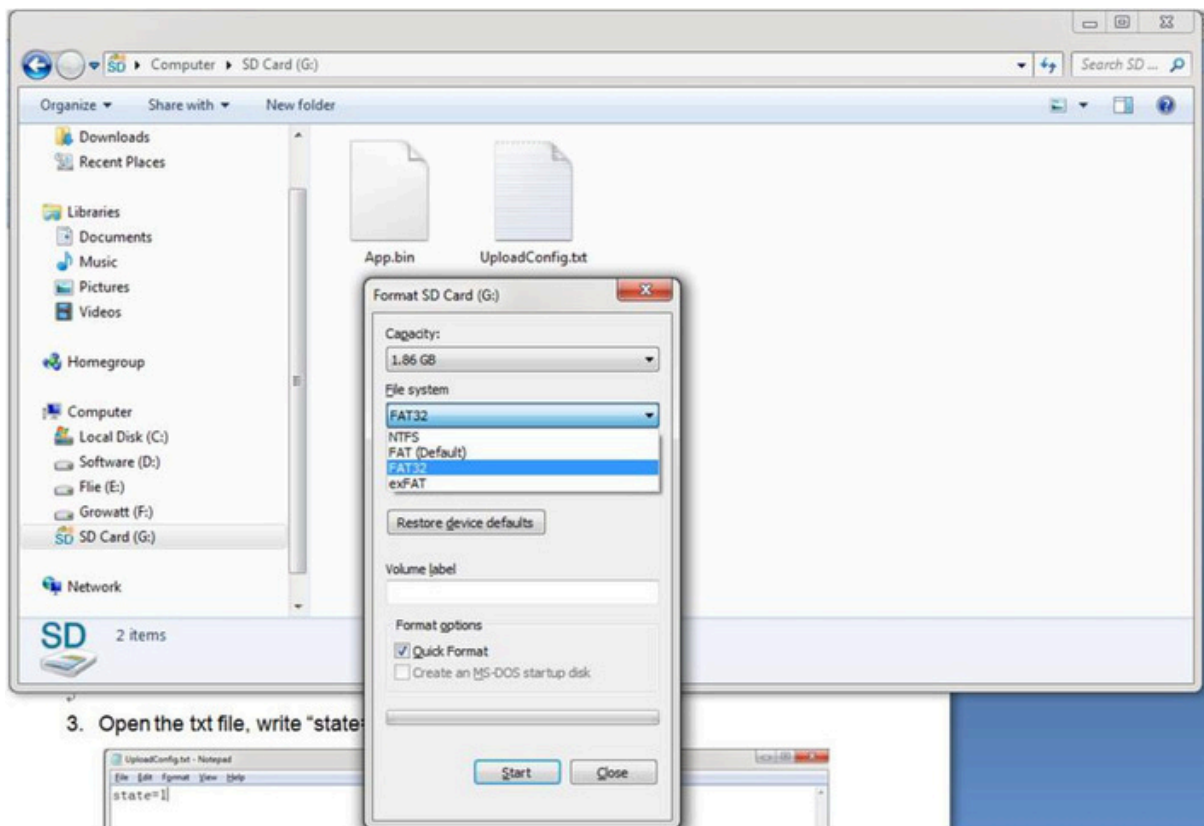 SD Computer SD Card (G:) Search SD ...
Organize Share with New folder
Downloads
Recent Places
Libraries
Documents
Music
Pictures
Videos
Homegroup
Computer
Local Disk (C:)
Software (D:)
Flie (E:)
Growatt (F:)
SD SD Card (G:)
Network
App.bin UploadConfig.txt
Format SD Card (G:)
Capacity:
1.86 GB
File system
FAT32
NTFS
FAT (Default)
FAT32
exFAT
Restore device defaults
Volume label
Format options
Quick Format
Create an MS-DOS startup disk
Start Close
SD 2 items
3. Open the txt file, write “state=
UploadConfig.txt - Notepad
File Edit Format View Help
state=1